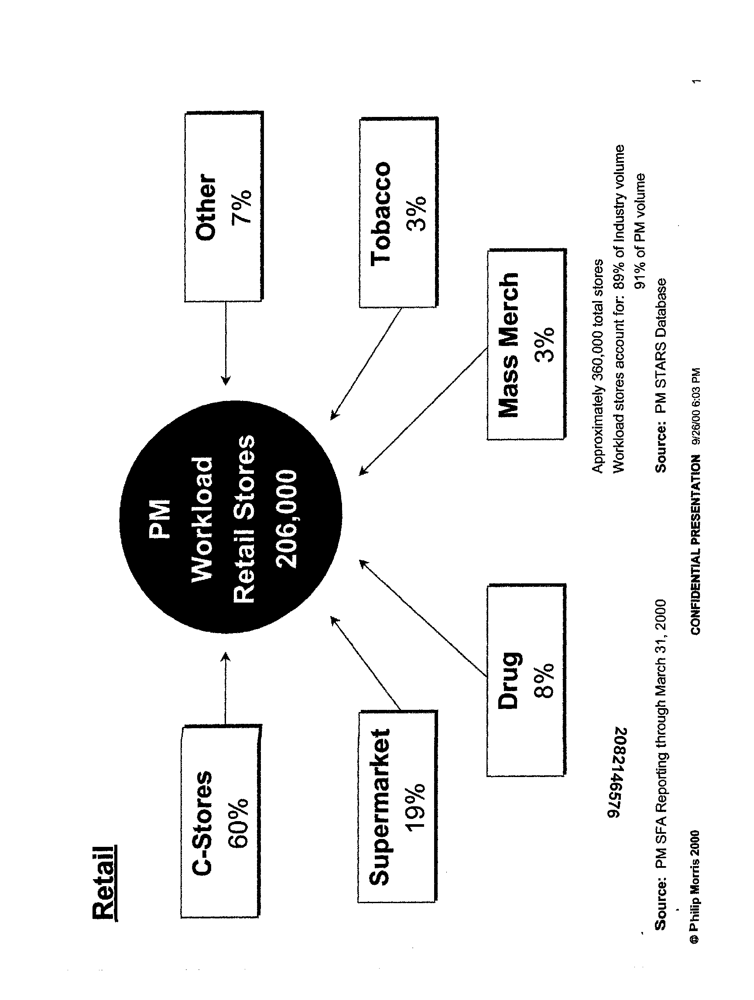 Retail
C-Stores
60%
Supermarket
19%
Drug
8%
PM
Workload
Retail Stores
206,000
Other
7%
Tobacco
3%
Mass Merch
3%
Approximately 360,000 total stores
Workload stores account for: 89% of Industry volume
91% of PM volume
2082146576
Source: PM SFA Reporting through March 31, 2000
Source: PM STARS Database
© Philip Morris 2000
CONFIDENTIAL PRESENTATION 9/26/00 6:03 PM
1